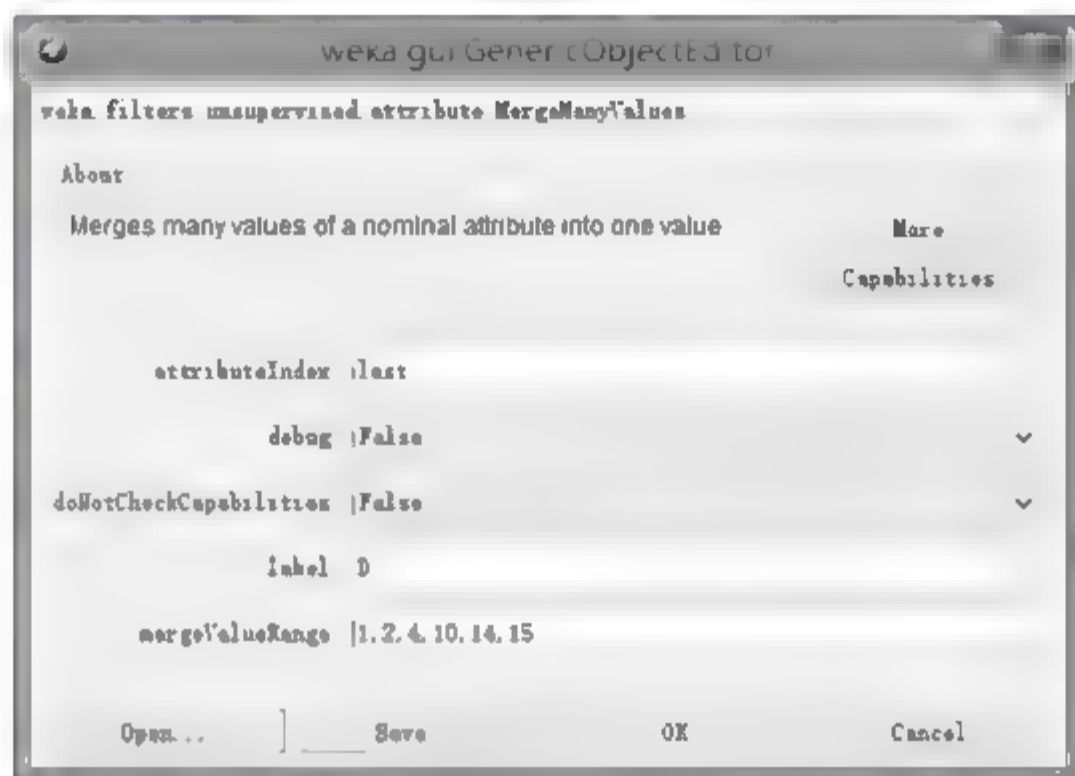 weka.gui.GenericObjectEditor
weka.filters.unsupervised.attribute.MergeManyValues
About
Merges many values of a nominal attribute into one value
More
Capabilities
attributeIndex last
debug False
doNotCheckCapabilities False
label D
mergeValueRange 1,2,4,10,14,15
Open... Save OK Cancel